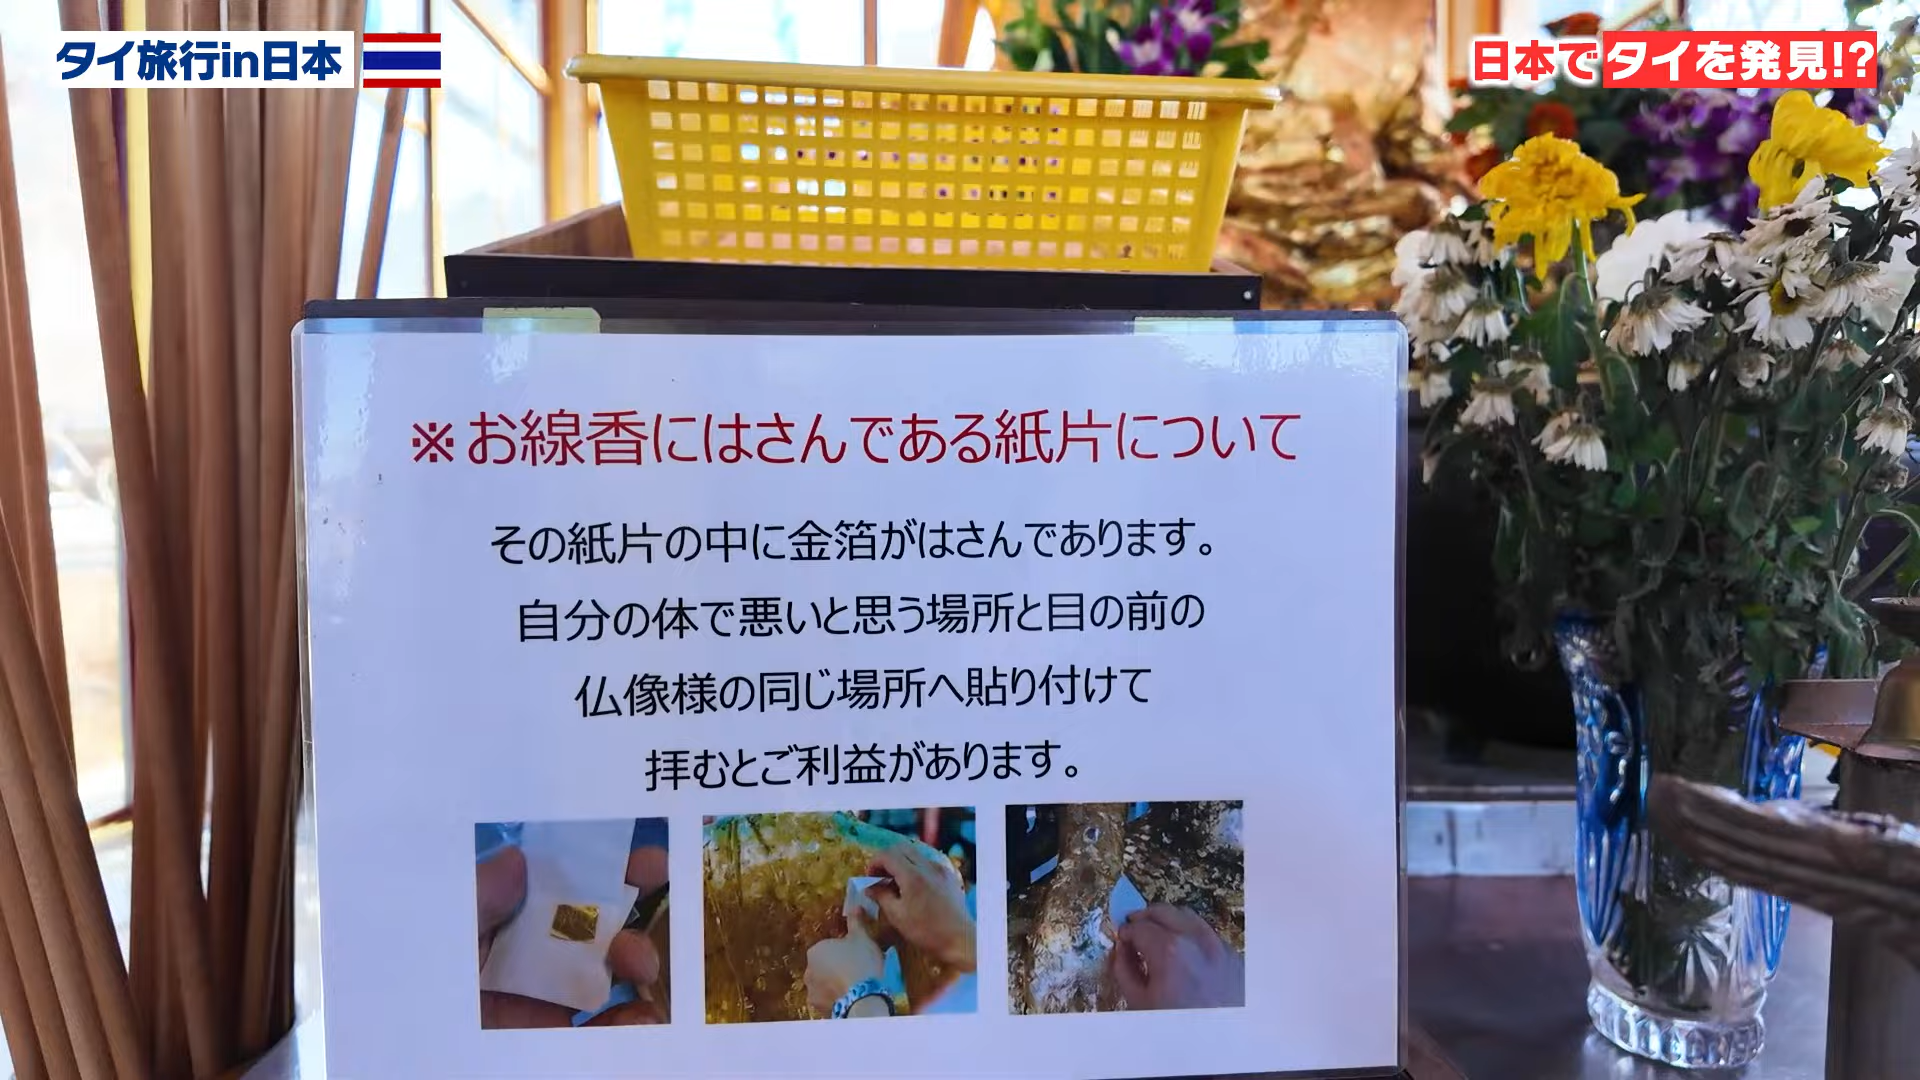 タイ旅行in日本
日本でタイを発見!?
※お線香にはさんである紙片について
その紙片の中に金箔がはさんであります。
自分の体で悪いと思う場所と目の前の
仏像様の同じ場所へ貼り付けて
拝むとご利益があります。